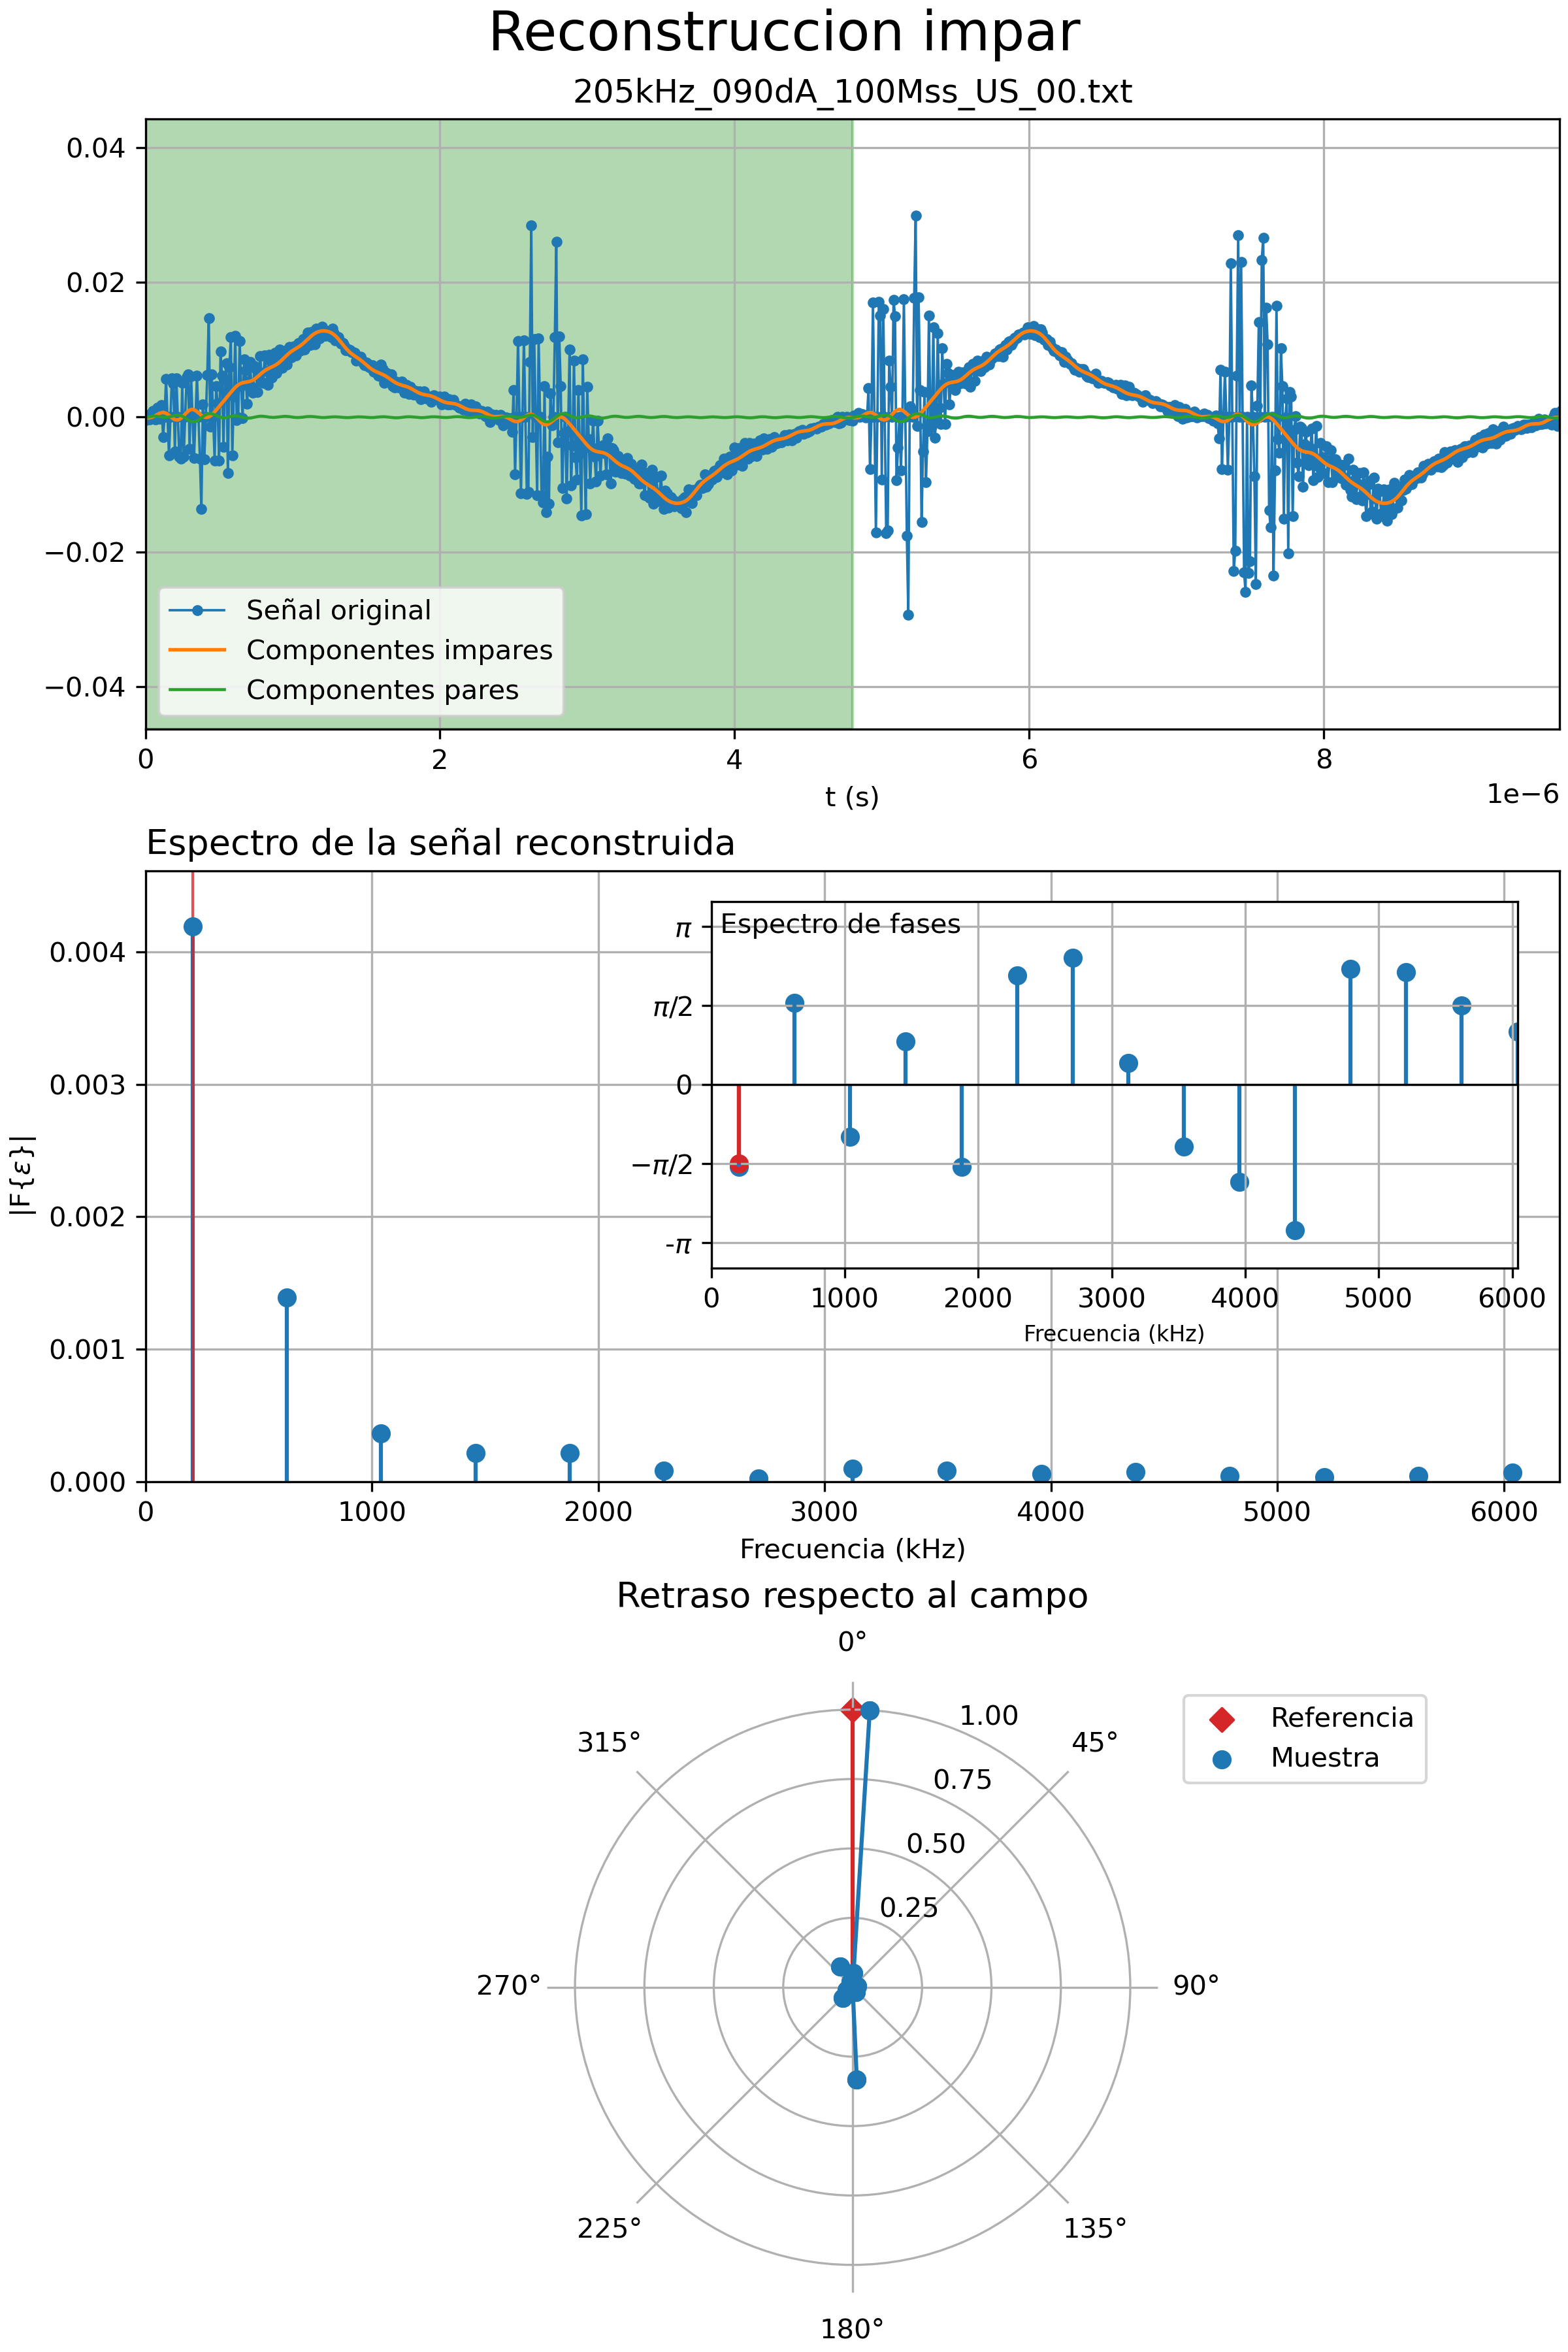 Reconstruccion impar
205kHz_090dA_100Mss_US_00.txt
0.04
0.02
0.00
−0.02
−0.04
Señal original
Componentes impares
Componentes pares
0 2 4 6 8
t (s)
1e−6
Espectro de la señal reconstruida
0.004
0.003
0.002
0.001
0.000
|F{ε}|
Espectro de fases
π
π/2
0
−π/2
-π
0 1000 2000 3000 4000 5000 6000
Frecuencia (kHz)
0 1000 2000 3000 4000 5000 6000
Frecuencia (kHz)
Retraso respecto al campo
0°
45°
90°
135°
180°
225°
270°
315°
1.00
0.75
0.50
0.25
Referencia
Muestra